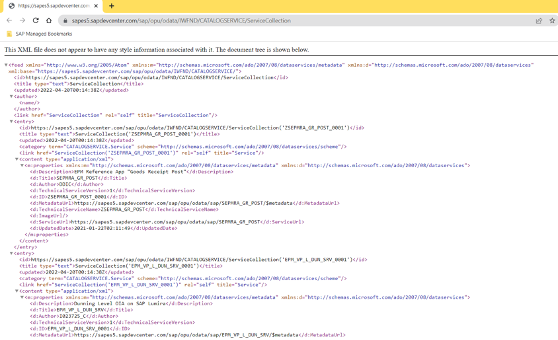 https://sapes5.sapdevcenter.com/
sapes5.sapdevcenter.com/sap/opu/odata/IWFND/CATALOGSERVICE/ServiceCollection
SAP Managed Bookmarks
This XML file does not appear to have any style information associated with it. The document tree is shown below.
<feed xmlns="http://www.w3.org/2005/Atom" xmlns:m="http://schemas.microsoft.com/ado/2007/08/dataservices/metadata" xmlns:d="http://schemas.microsoft.com/ado/2007/08/dataservices"
xml:base="https://sapes5.sapdevcenter.com/sap/opu/odata/IWFND/CATALOGSERVICE/">
<id>https://sapes5.sapdevcenter.com/sap/opu/odata/IWFND/CATALOGSERVICE/ServiceCollection</id>
<title type="text">ServiceCollection</title>
<updated>2022-04-20T00:14:38Z</updated>
<author>
<name/>
</author>
<link href="ServiceCollection" rel="self" title="ServiceCollection"/>
<entry>
<id>https://sapes5.sapdevcenter.com/sap/opu/odata/IWFND/CATALOGSERVICE/ServiceCollection('ZSEPMRA_GR_POST_0001')</id>
<title type="text">ServiceCollection('ZSEPMRA_GR_POST_0001')</title>
<updated>2022-04-20T00:14:38Z</updated>
<category term="CATALOGSERVICE.Service" scheme="http://schemas.microsoft.com/ado/2007/08/dataservices/scheme"/>
<link href="ServiceCollection('ZSEPMRA_GR_POST_0001')" rel="self" title="Service"/>
<content type="application/xml">
<m:properties xmlns:m="http://schemas.microsoft.com/ado/2007/08/dataservices/metadata" xmlns:d="http://schemas.microsoft.com/ado/2007/08/dataservices">
<d:Description>EPM Reference App "Goods Receipt Post"</d:Description>
<d:Title>SEPMRA_GR_POST</d:Title>
<d:Author>DDIC</d:Author>
<d:TechnicalServiceVersion>1</d:TechnicalServiceVersion>
<d:ID>ZSEPMRA_GR_POST_0001</d:ID>
<d:MetadataUrl>https://sapes5.sapdevcenter.com/sap/opu/odata/sap/SEPMRA_GR_POST/$metadata</d:MetadataUrl>
<d:TechnicalServiceName>ZSEPMRA_GR_POST</d:TechnicalServiceName>
<d:ImageUrl/>
<d:ServiceUrl>https://sapes5.sapdevcenter.com/sap/opu/odata/sap/SEPMRA_GR_POST</d:ServiceUrl>
<d:UpdatedDate>2021-01-22T02:11:49</d:UpdatedDate>
</m:properties>
</content>
</entry>
<entry>
<id>https://sapes5.sapdevcenter.com/sap/opu/odata/IWFND/CATALOGSERVICE/ServiceCollection('EPM_VP_L_DUN_SRV_0001')</id>
<title type="text">ServiceCollection('EPM_VP_L_DUN_SRV_0001')</title>
<updated>2022-04-20T00:14:38Z</updated>
<category term="CATALOGSERVICE.Service" scheme="http://schemas.microsoft.com/ado/2007/08/dataservices/scheme"/>
<link href="ServiceCollection('EPM_VP_L_DUN_SRV_0001')" rel="self" title="Service"/>
<content type="application/xml">
<m:properties xmlns:m="http://schemas.microsoft.com/ado/2007/08/dataservices/metadata" xmlns:d="http://schemas.microsoft.com/ado/2007/08/dataservices">
<d:Description>Dunning Level OIA on SAP Lumira</d:Description>
<d:Title>EPM_VP_L_DUN_SRV</d:Title>
<d:Author>D023725_C</d:Author>
<d:TechnicalServiceVersion>1</d:TechnicalServiceVersion>
<d:ID>EPM_VP_L_DUN_SRV_0001</d:ID>
<d:MetadataUrl>https://sapes5.sapdevcenter.com/sap/opu/odata/sap/EPM_VP_L_DUN_SRV/$metadata</d:MetadataUrl>